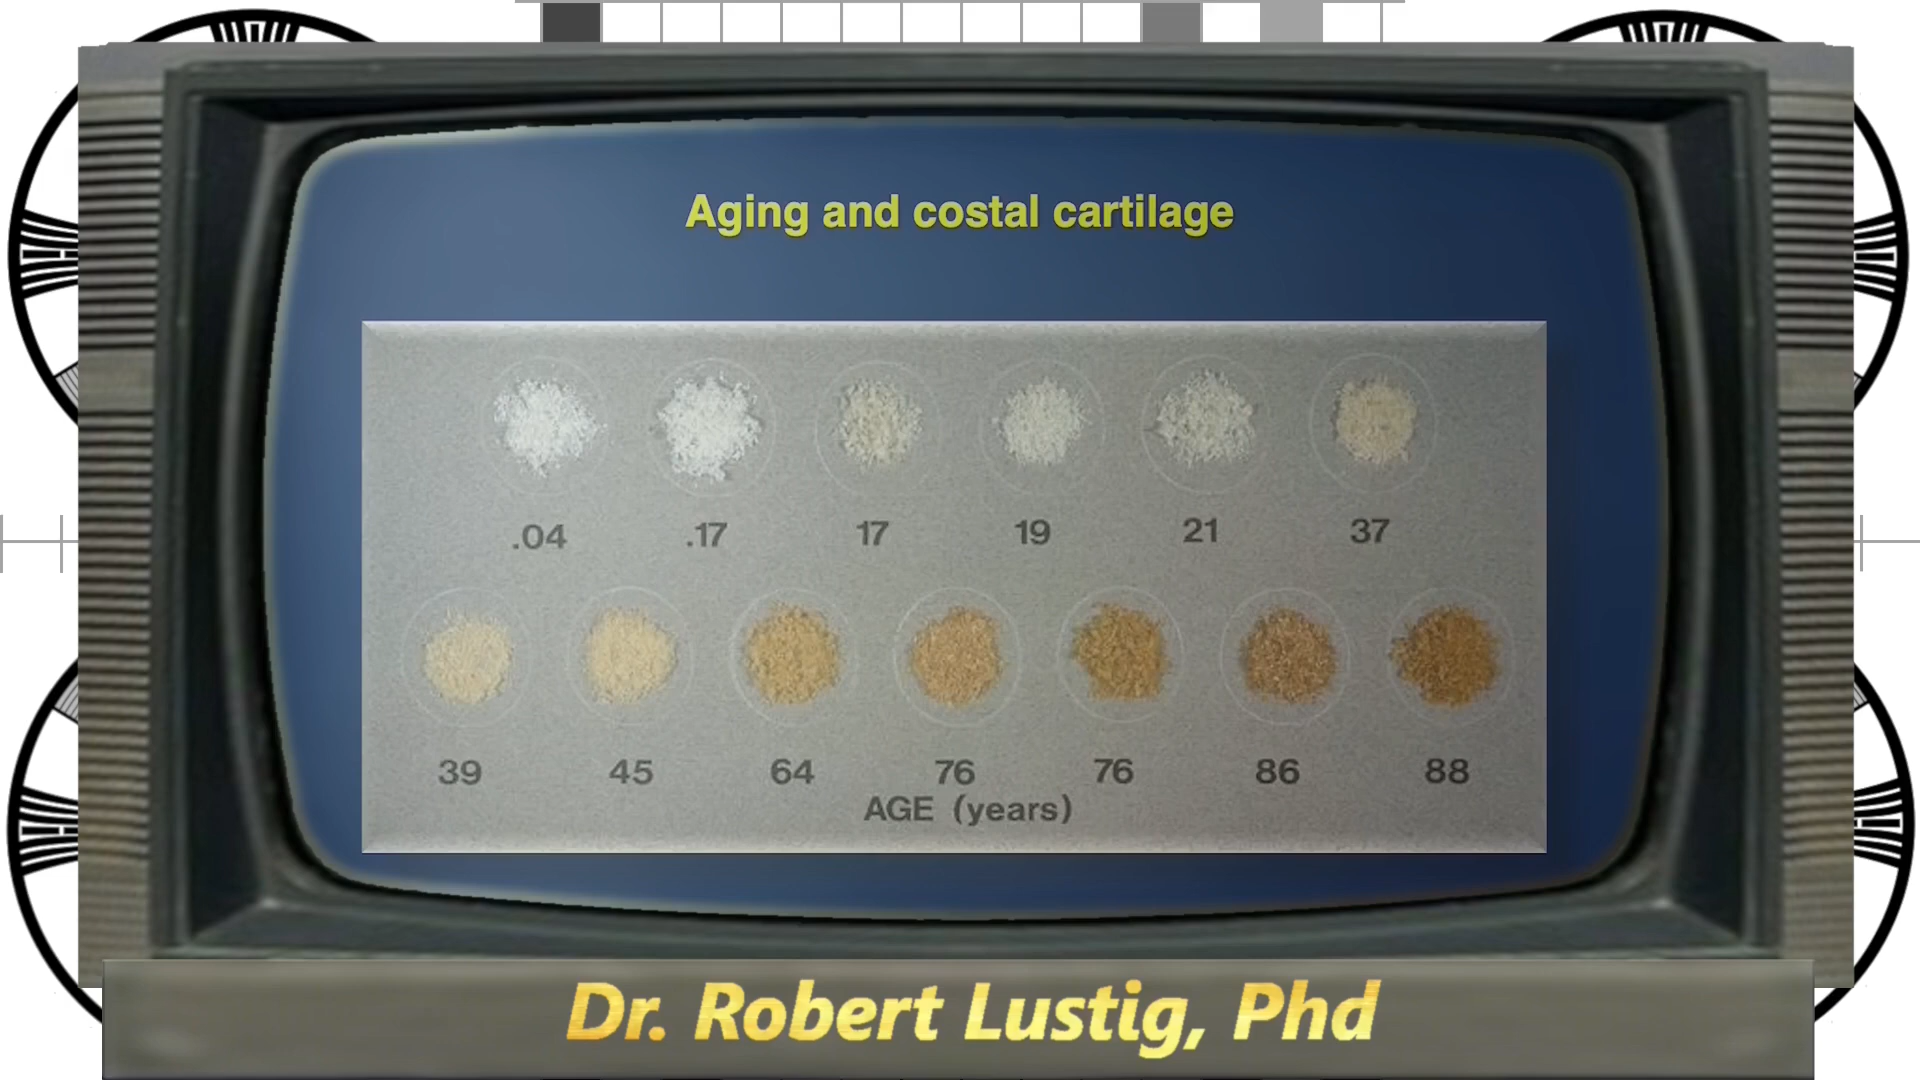 Aging and costal cartilage
.04 .17 17 19 21 37
39 45 64 76 76 86 88
AGE (years)
Dr. Robert Lustig, Phd